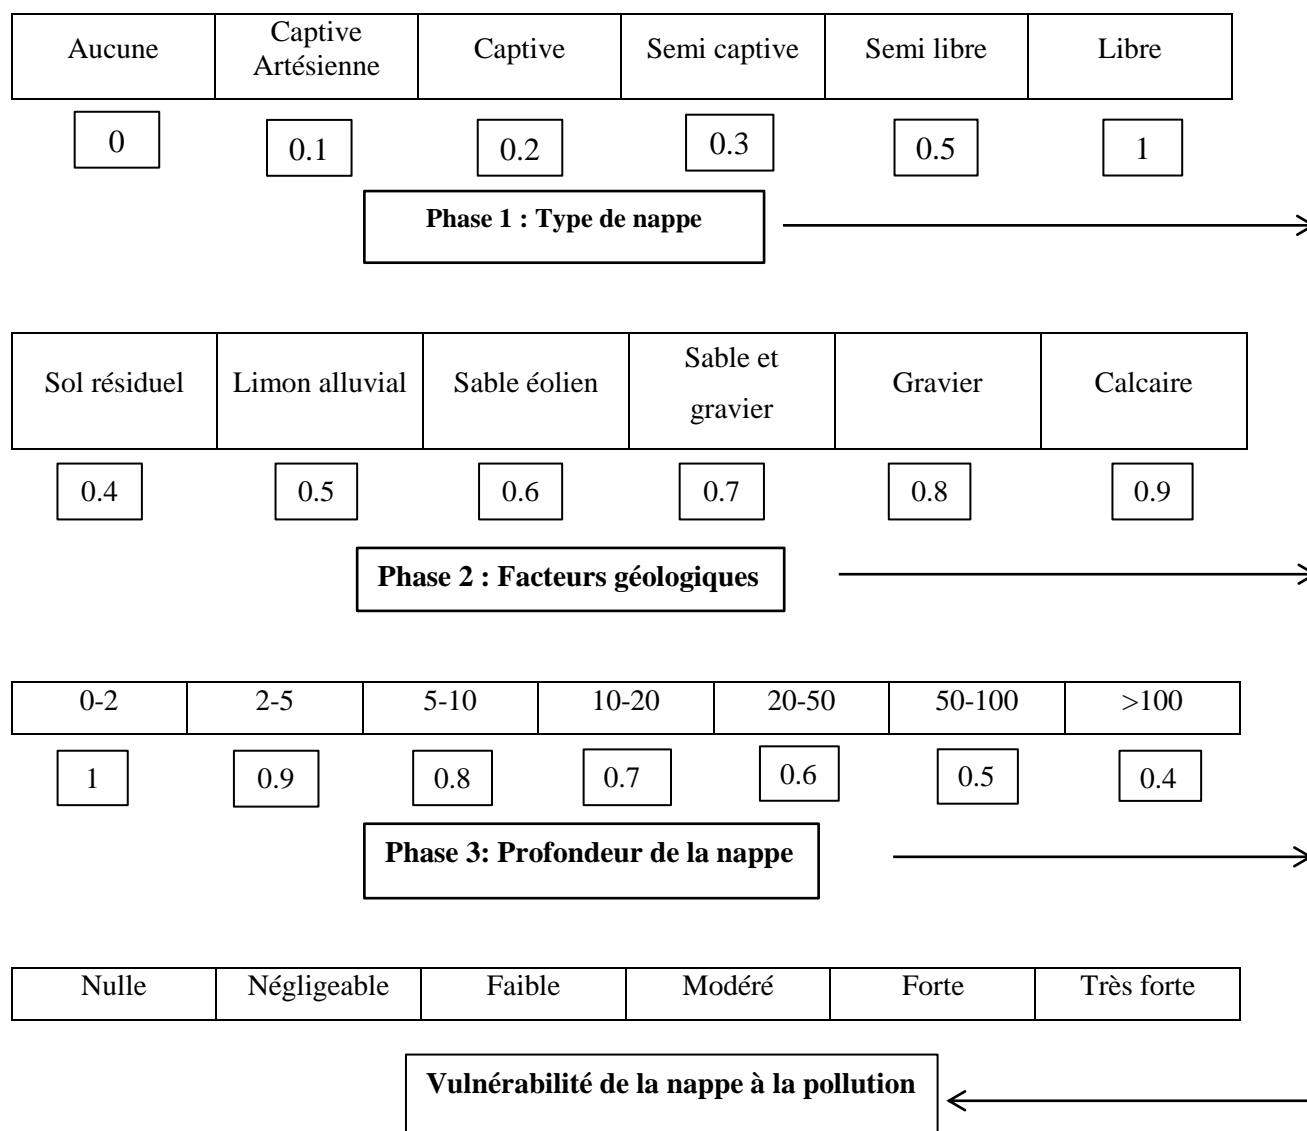 Aucune
Captive
Artésienne
Captive
Semi captive
Semi libre
Libre
0
0.1
0.2
0.3
0.5
1
Phase 1 : Type de nappe
Sol résiduel
Limon alluvial
Sable éolien
Sable et
gravier
Gravier
Calcaire
0.4
0.5
0.6
0.7
0.8
0.9
Phase 2 : Facteurs géologiques
0-2
2-5
5-10
10-20
20-50
50-100
>100
1
0.9
0.8
0.7
0.6
0.5
0.4
Phase 3: Profondeur de la nappe
Nulle
Négligeable
Faible
Modéré
Forte
Très forte
Vulnérabilité de la nappe à la pollution